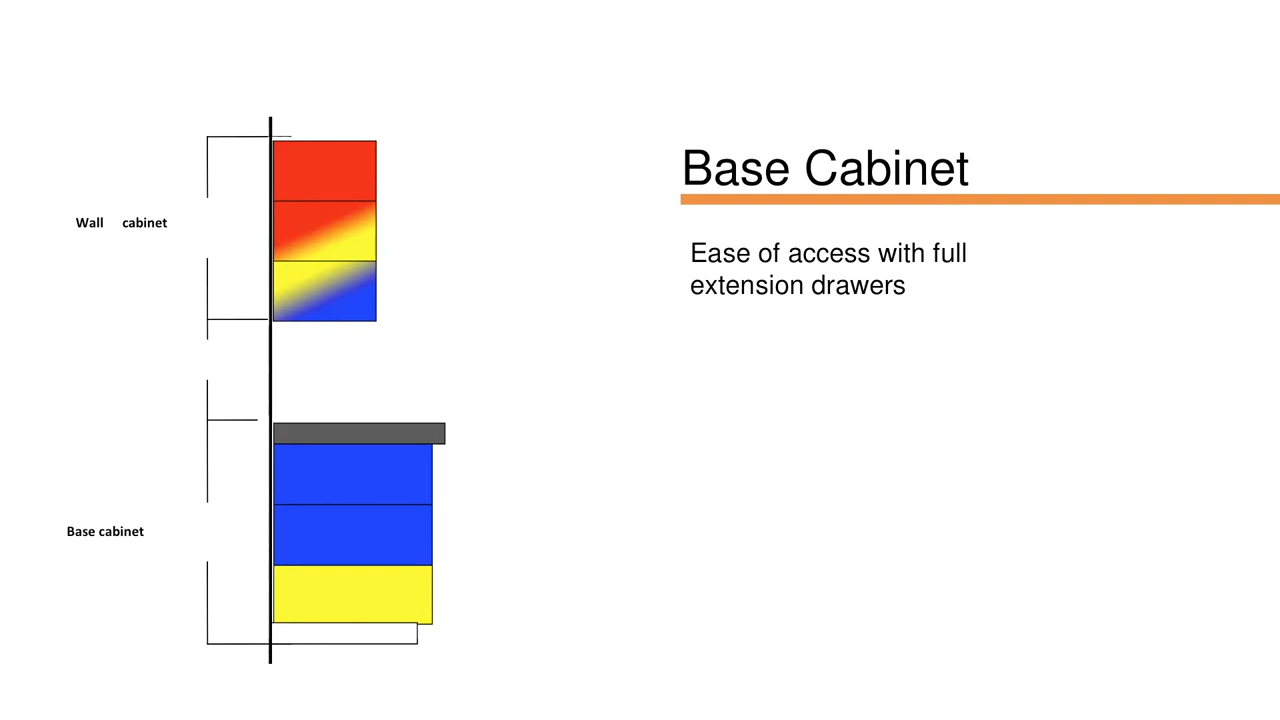 Base Cabinet
Wall cabinet
Ease of access with full
extension drawers
Base cabinet